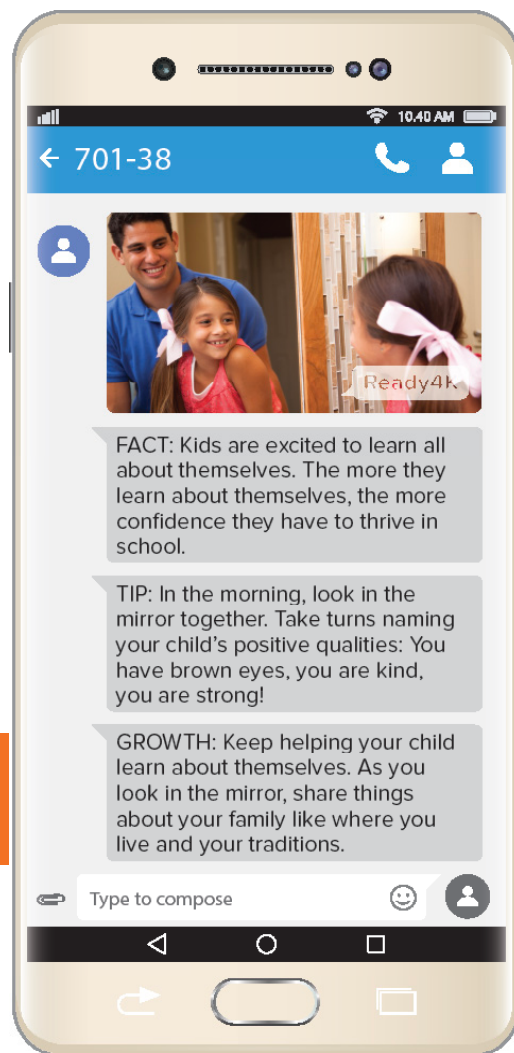 10.40 AM
701-38
Ready4K
FACT: Kids are excited to learn all
about themselves. The more they
learn about themselves, the more
confidence they have to thrive in
school.
TIP: In the morning, look in the
mirror together. Take turns naming
your child’s positive qualities: You
have brown eyes, you are kind,
you are strong!
GROWTH: Keep helping your child
learn about themselves. As you
look in the mirror, share things
about your family like where you
live and your traditions.
Type to compose